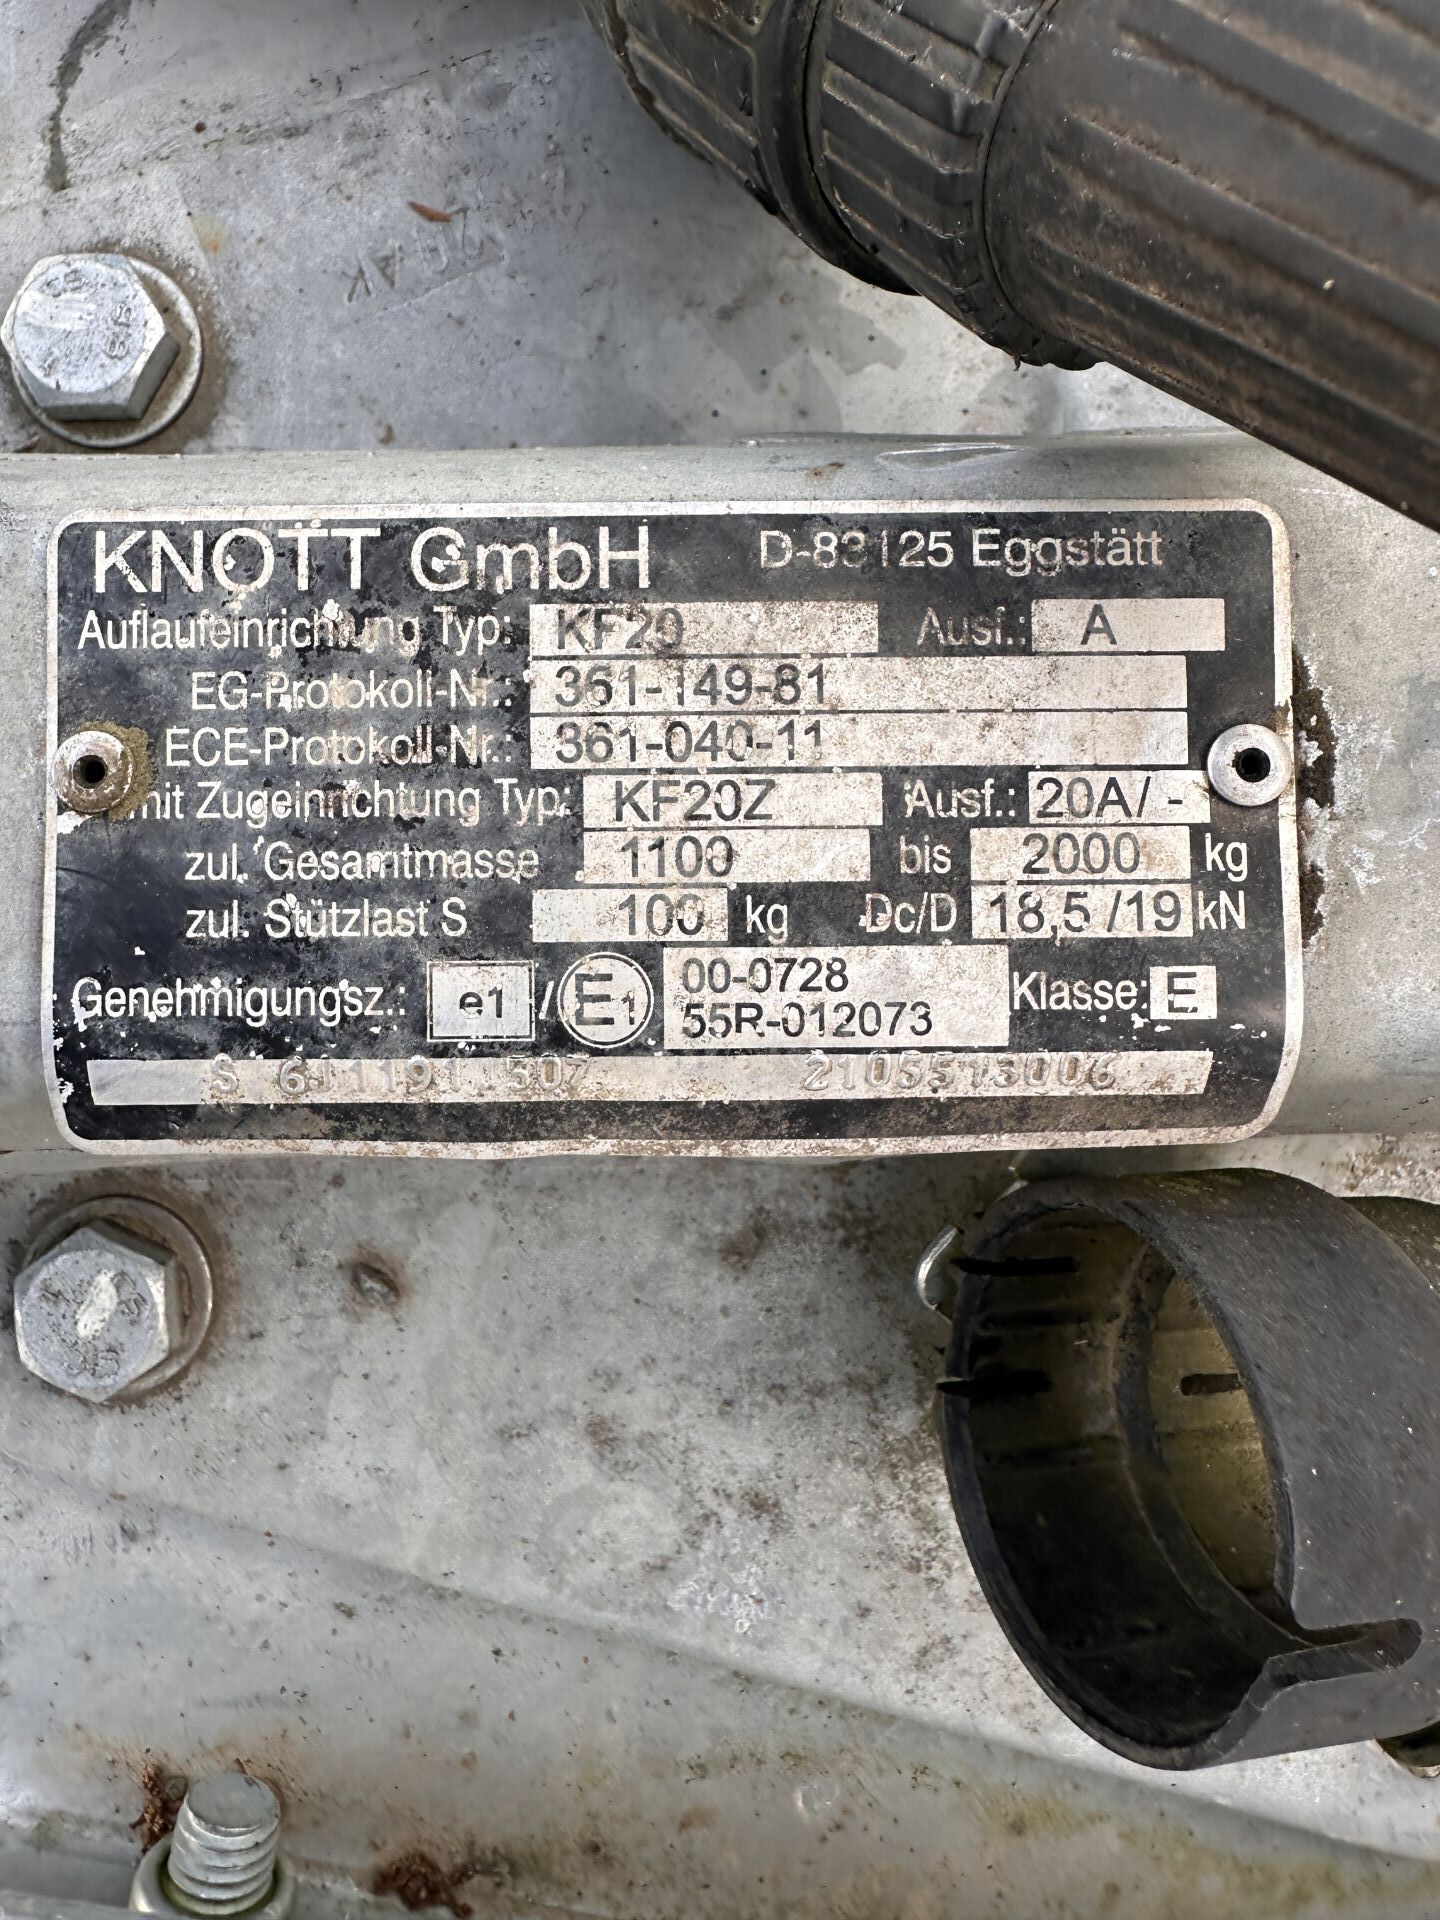 KNOTT GmbH D-83125 Eggstätt
Auflaufeinrichtung Typ: KF20 Ausf.: A
EG-Protokoll-Nr.: 361-149-81
ECE-Protokoll-Nr.: 361-040-11
mit Zugeinrichtung Typ: KF20Z Ausf.: 20A/ -
zul. Gesamtmasse 1100 bis 2000 kg
zul. Stützlast S 100 kg Dc/D 18,5 /19 kN
Genehmigungsz.: e1 / E1 00-0728 Klasse: E
55R-012073
2105513006